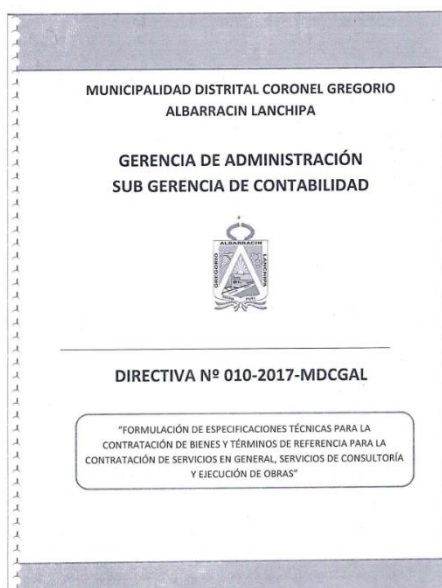 MUNICIPALIDAD DISTRITAL CORONEL GREGORIO
ALBARRACIN LANCHIPA
GERENCIA DE ADMINISTRACIÓN
SUB GERENCIA DE CONTABILIDAD
ALBARRACIN
GREGORIO
LANCHIPA
DIRECTIVA Nº 010-2017-MDCGAL
"FORMULACIÓN DE ESPECIFICACIONES TÉCNICAS PARA LA
CONTRATACIÓN DE BIENES Y TÉRMINOS DE REFERENCIA PARA LA
CONTRATACIÓN DE SERVICIOS EN GENERAL, SERVICIOS DE CONSULTORÍA
Y EJECUCIÓN DE OBRAS"